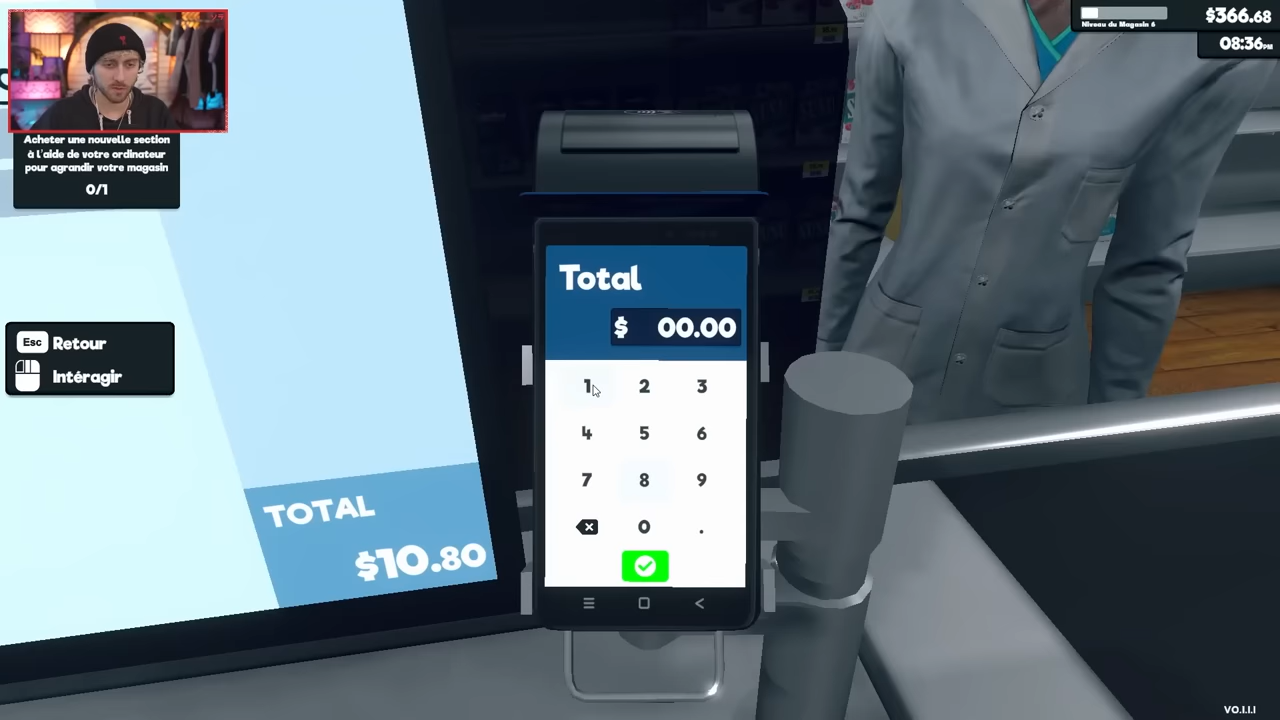 $366.68
Niveau du Magasin 6
08:36PM
Acheter une nouvelle section
à l'aide de votre ordinateur
pour agrandir votre magasin
0/1
Esc Retour
Intéragir
Total
$ 00.00
1 2 3
4 5 6
7 8 9
0 .
TOTAL
$10.80
V0.1.1.1